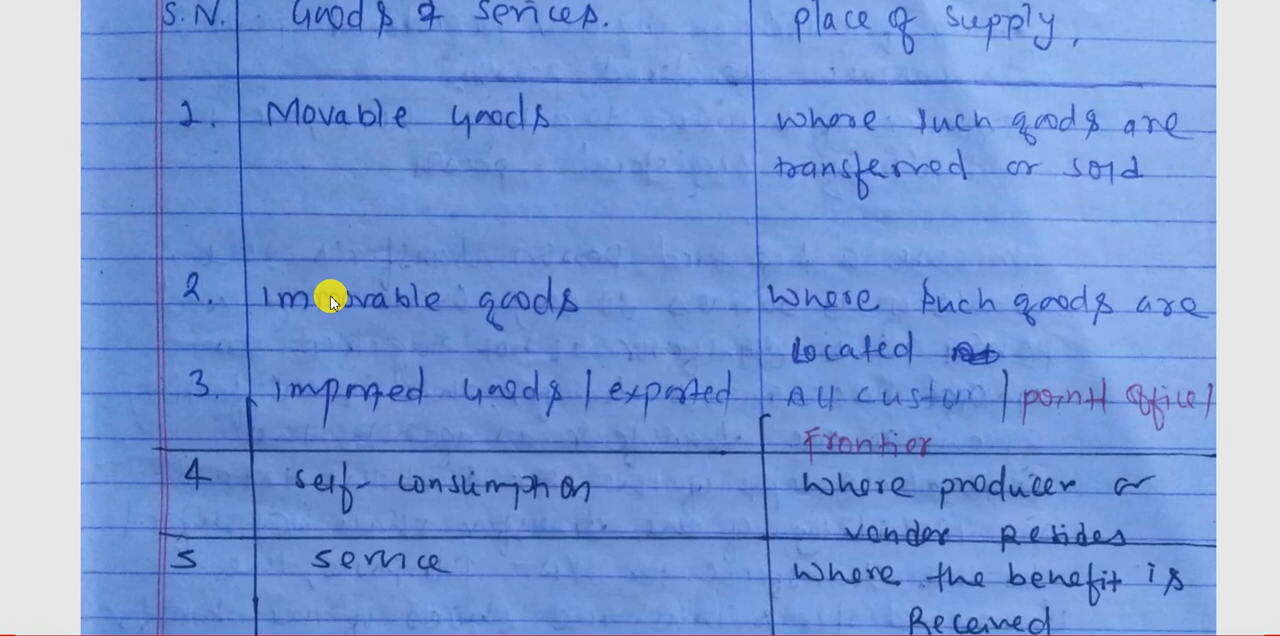 S.N. Goods & Services. place of supply,
1. Movable Goods where such goods are
transferred or sold
2. Immovable goods where such goods are
Located
3. imported Goods / exported At custom / point office /
Frontier
4 self-consumption where producer or
vender Resides
5 service where the benefit is
Received